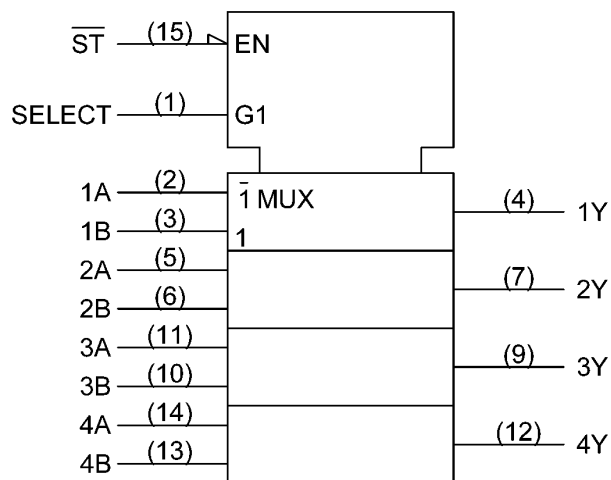 S̅T̅ (15) EN
SELECT (1) G1
1A (2) 1̅ MUX (4) 1Y
1B (3) 1
2A (5) (7) 2Y
2B (6)
3A (11) (9) 3Y
3B (10)
4A (14) (12) 4Y
4B (13)